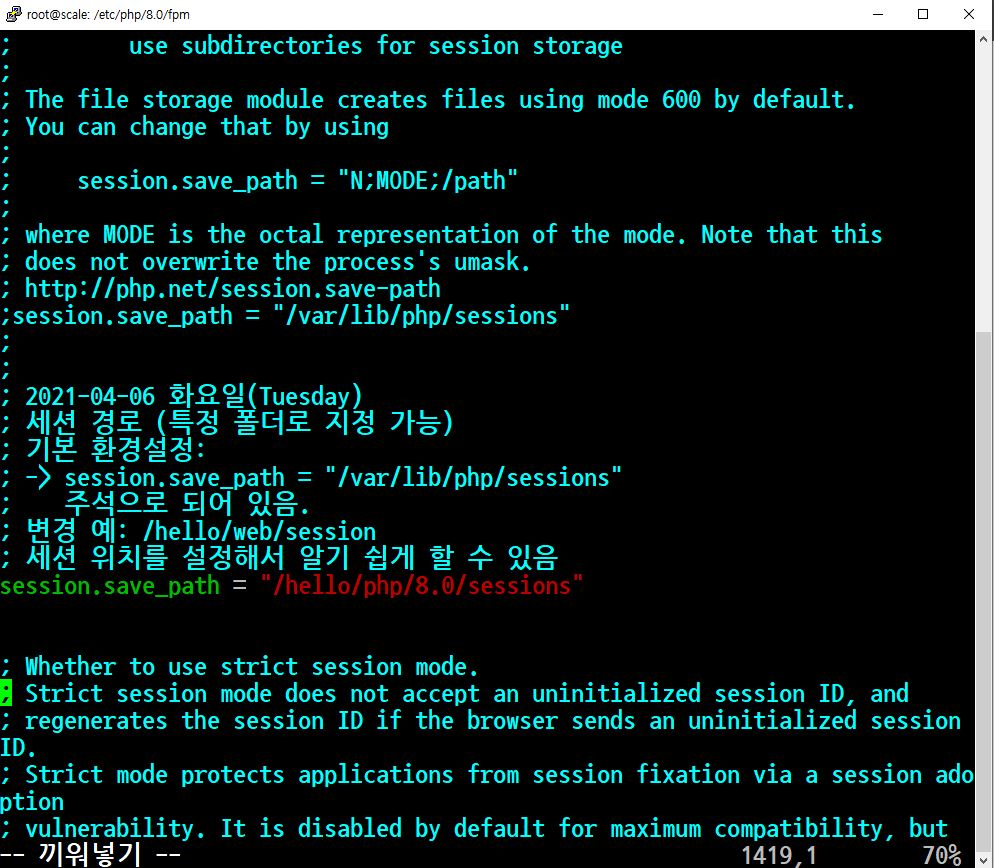 root@scale: /etc/php/8.0/fpm
;         use subdirectories for session storage
;
; The file storage module creates files using mode 600 by default.
; You can change that by using
;
;     session.save_path = "N;MODE;/path"
;
; where MODE is the octal representation of the mode. Note that this
; does not overwrite the process's umask.
; http://php.net/session.save-path
;session.save_path = "/var/lib/php/sessions"
;
;
; 2021-04-06 화요일(Tuesday)
; 세션 경로 (특정 폴더로 지정 가능)
; 기본 환경설정:
; -> session.save_path = "/var/lib/php/sessions"
;    주석으로 되어 있음.
; 변경 예: /hello/web/session
; 세션 위치를 설정해서 알기 쉽게 할 수 있음
session.save_path = "/hello/php/8.0/sessions"
; Whether to use strict session mode.
; Strict session mode does not accept an uninitialized session ID, and
; regenerates the session ID if the browser sends an uninitialized session
ID.
; Strict mode protects applications from session fixation via a session ado
ption
; vulnerability. It is disabled by default for maximum compatibility, but
-- 끼워넣기 -- 1419,1 70%